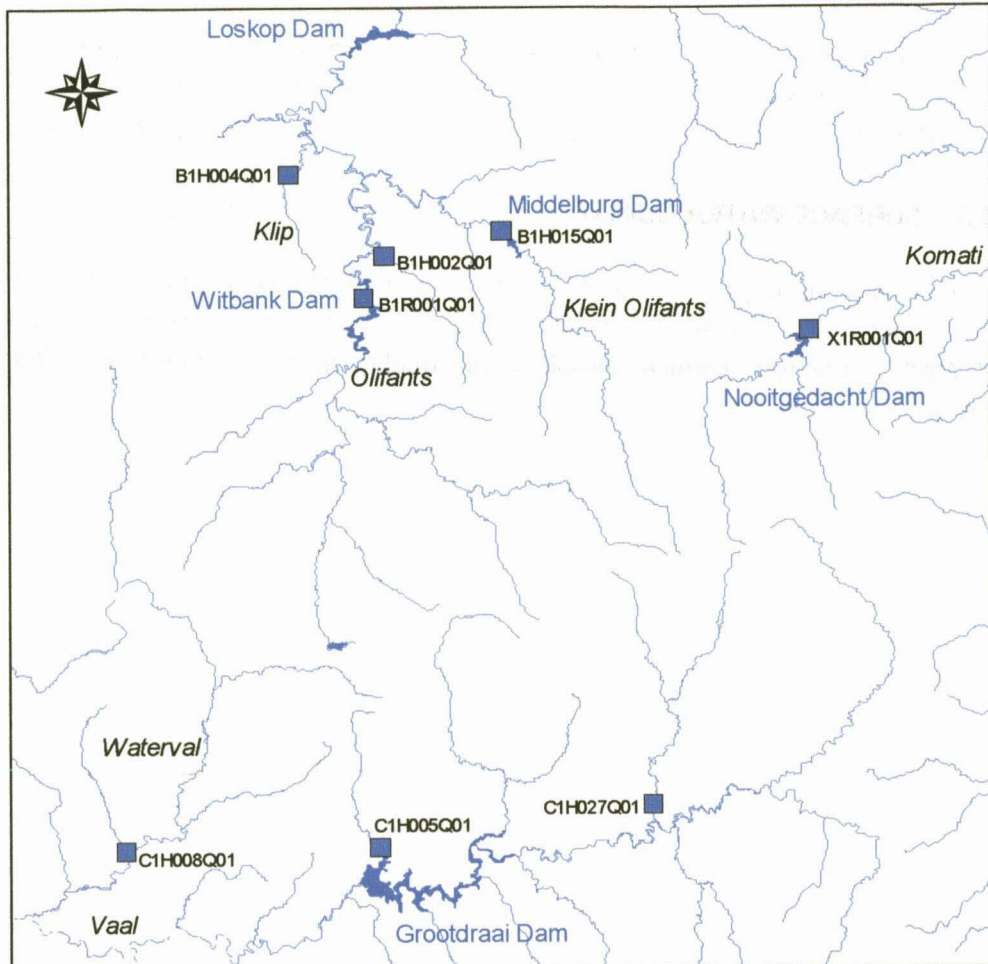 Loskop Dam
B1H004Q01
Middelburg Dam
Klip
B1H015Q01
Komati
B1H002Q01
Witbank Dam
B1R001Q01
Klein Olifants
X1R001Q01
Olifants
Nooitgedacht Dam
Waterval
C1H027Q01
C1H005Q01
C1H008Q01
Vaal
Grootdraai Dam